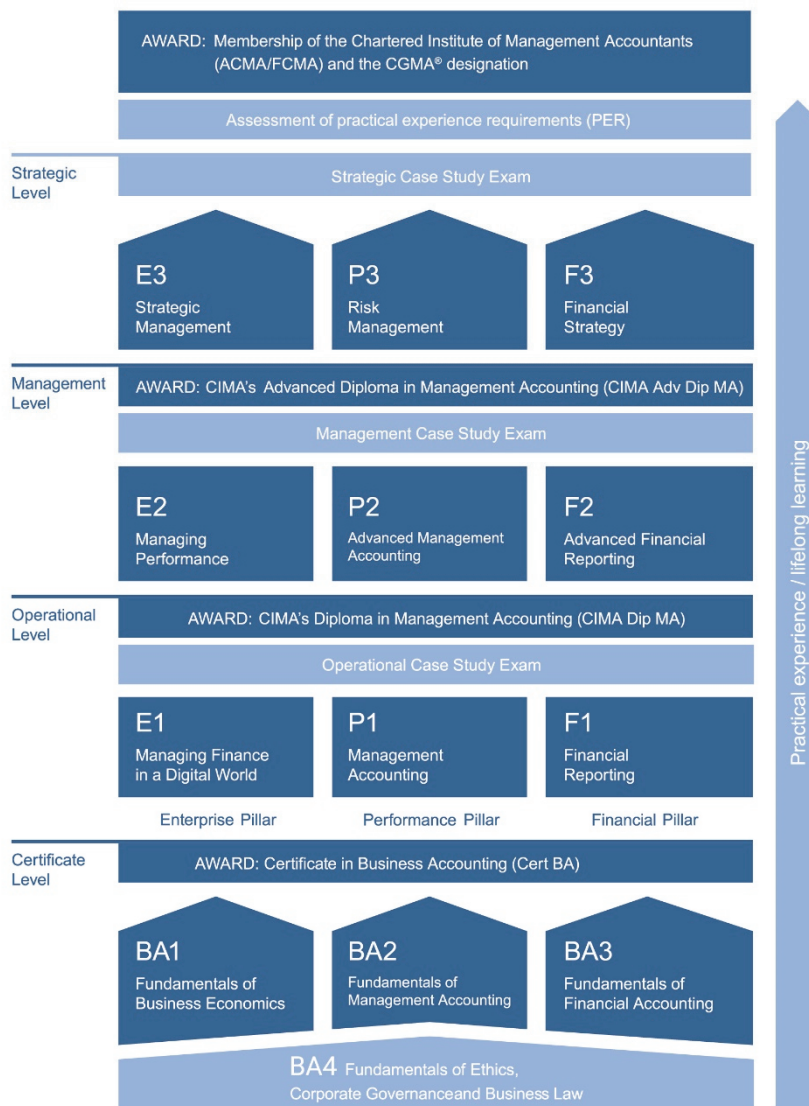 AWARD: Membership of the Chartered Institute of Management Accountants
(ACMA/FCMA) and the CGMA® designation
Assessment of practical experience requirements (PER)
Strategic
Level
Strategic Case Study Exam
E3
Strategic
Management
P3
Risk
Management
F3
Financial
Strategy
Management
Level
AWARD: CIMA's Advanced Diploma in Management Accounting (CIMA Adv Dip MA)
Management Case Study Exam
E2
Managing
Performance
P2
Advanced Management
Accounting
F2
Advanced Financial
Reporting
Operational
Level
AWARD: CIMA's Diploma in Management Accounting (CIMA Dip MA)
Operational Case Study Exam
E1
Managing Finance
in a Digital World
P1
Management
Accounting
F1
Financial
Reporting
Enterprise Pillar
Performance Pillar
Financial Pillar
Certificate
Level
AWARD: Certificate in Business Accounting (Cert BA)
BA1
Fundamentals of
Business Economics
BA2
Fundamentals of
Management Accounting
BA3
Fundamentals of
Financial Accounting
BA4 Fundamentals of Ethics,
Corporate Governanceand Business Law
Practical experience / lifelong learning